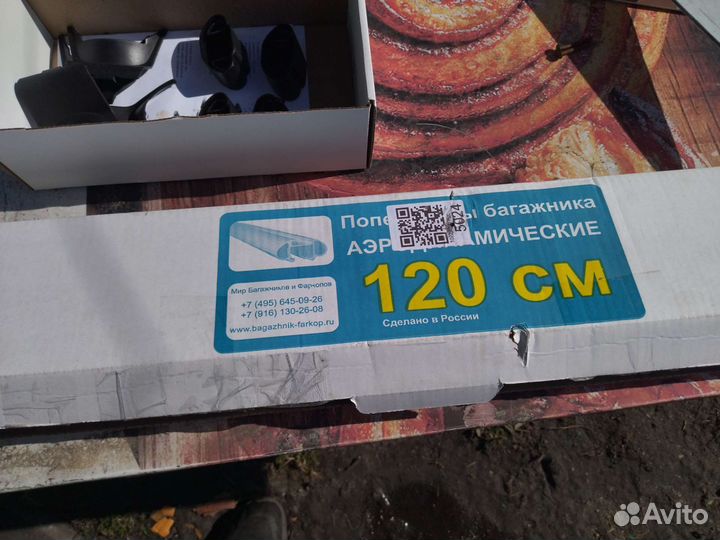 багажника
120 см
Сделано в России
Мир Багажников и Фаркопов
+7 (495) 645-09-26
+7 (916) 130-26-08
www.bagazhnik-farkop.ru
5024
Avito